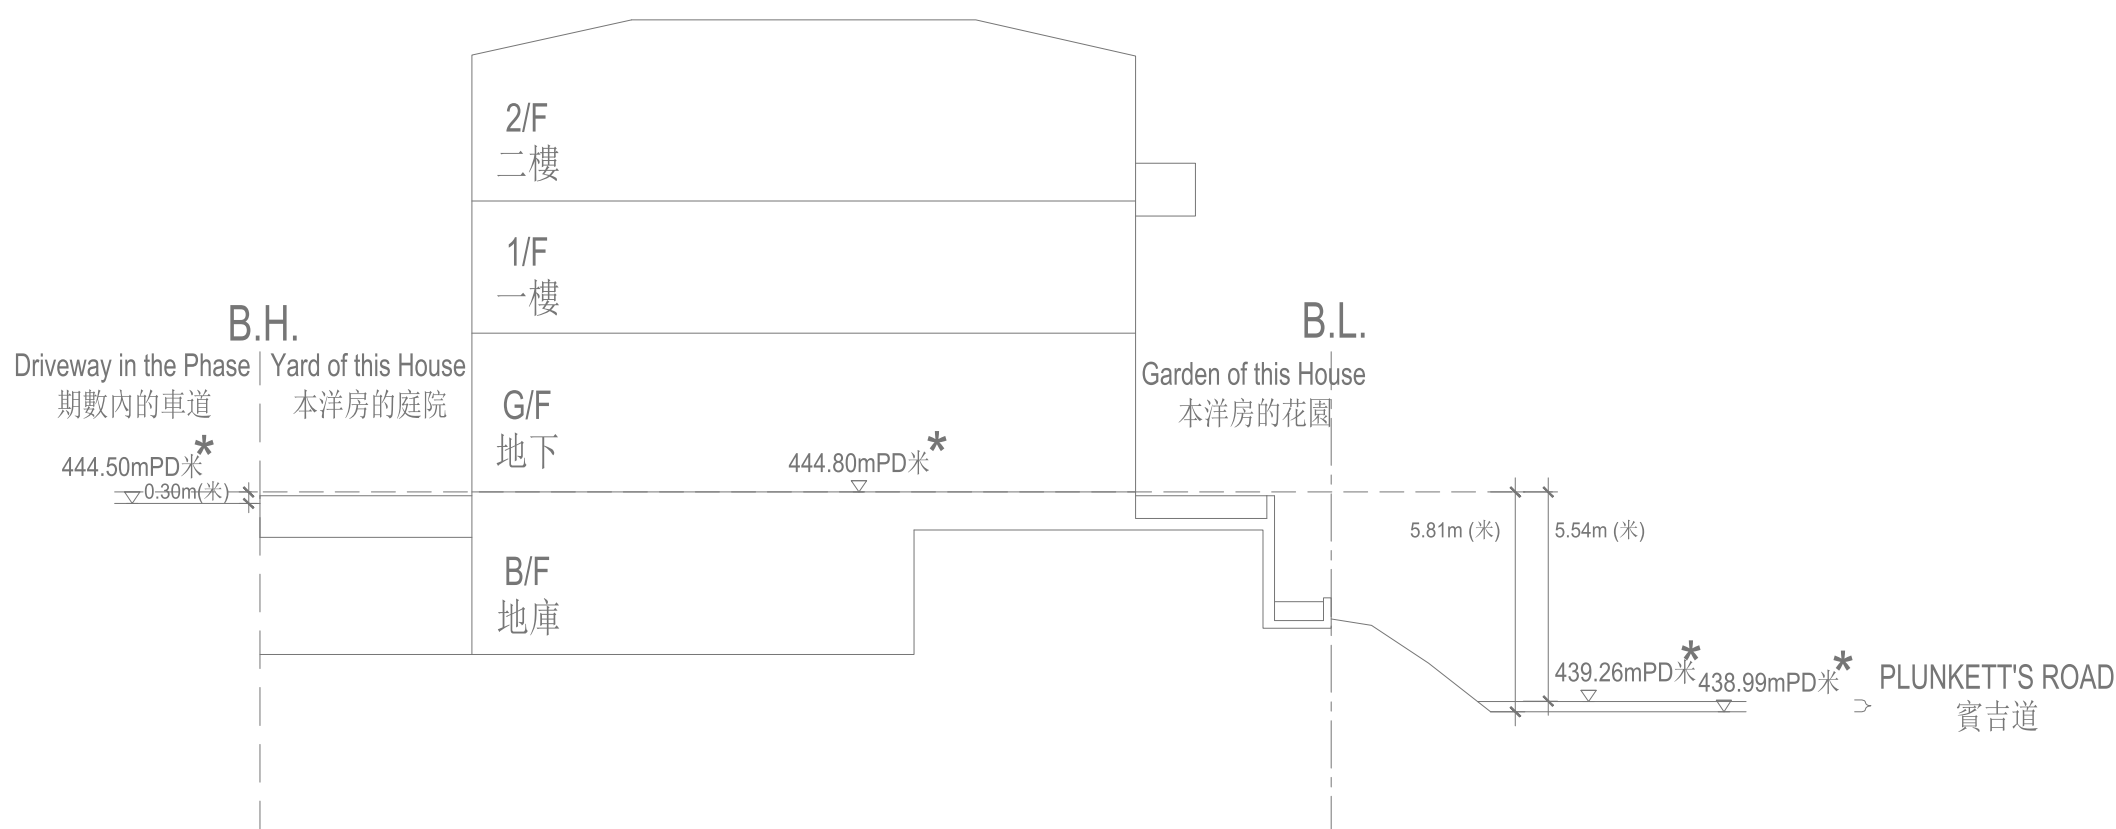 2/F
二樓
1/F
一樓
B.H.
B.L.
Driveway in the Phase
期數內的車道
Yard of this House
本洋房的庭院
Garden of this House
本洋房的花園
G/F
地下
444.50mPD米*
0.30m(米)
444.80mPD米*
5.81m (米)
5.54m (米)
B/F
地庫
439.26mPD米*
438.99mPD米*
PLUNKETT'S ROAD
賓吉道